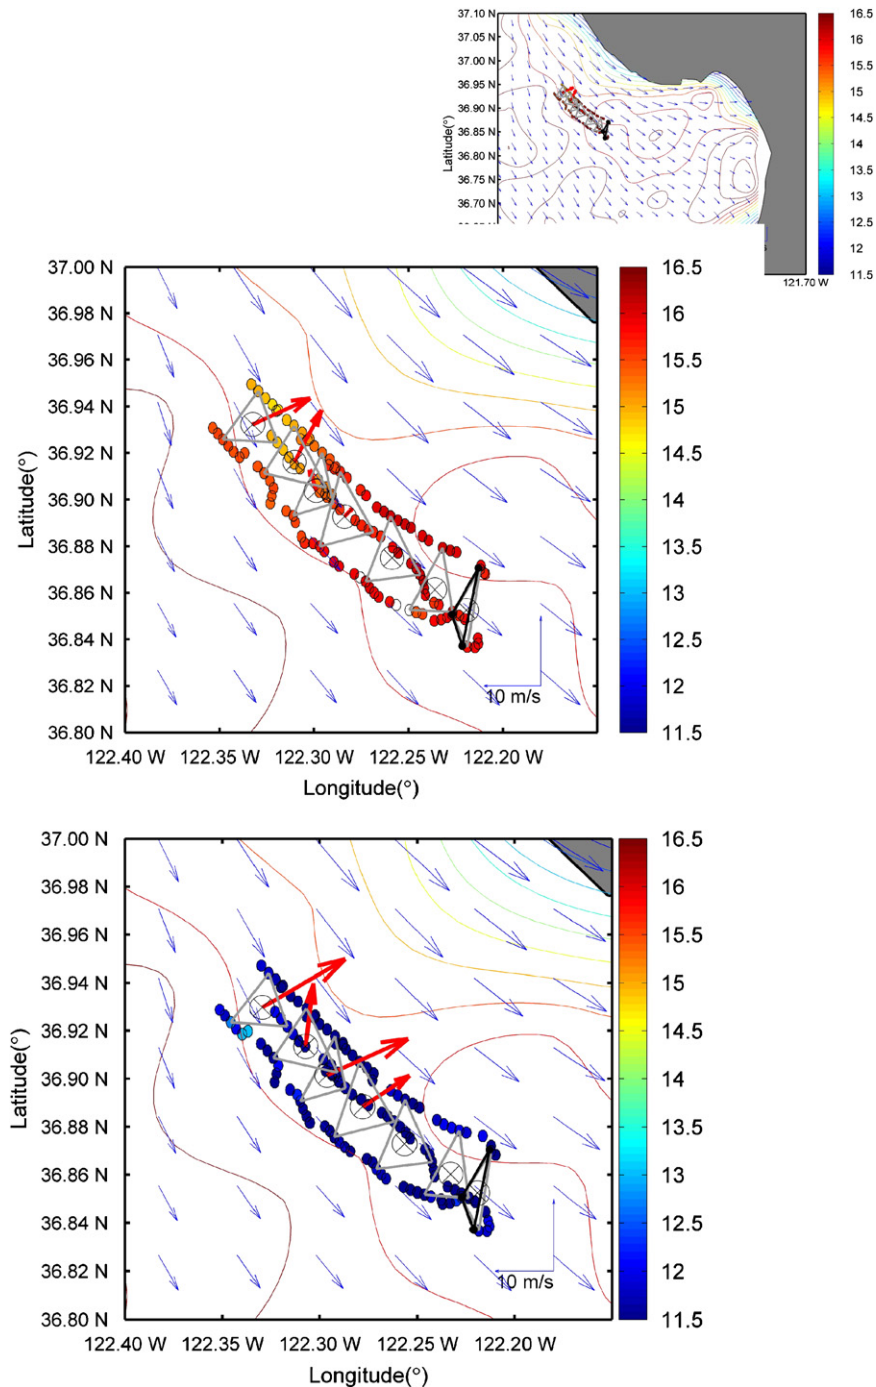 37.10 N
37.05 N
37.00 N
36.95 N
36.90 N
36.85 N
36.80 N
36.75 N
36.70 N
Latitude(°)
121.70 W
16.5
16
15.5
15
14.5
14
13.5
13
12.5
12
11.5
37.00 N
36.98 N
36.96 N
36.94 N
36.92 N
36.90 N
36.88 N
36.86 N
36.84 N
36.82 N
36.80 N
Latitude(°)
10 m/s
122.40 W
122.35 W
122.30 W
122.25 W
122.20 W
Longitude(°)
16.5
16
15.5
15
14.5
14
13.5
13
12.5
12
11.5
37.00 N
36.98 N
36.96 N
36.94 N
36.92 N
36.90 N
36.88 N
36.86 N
36.84 N
36.82 N
36.80 N
Latitude(°)
10 m/s
122.40 W
122.35 W
122.30 W
122.25 W
122.20 W
Longitude(°)
16.5
16
15.5
15
14.5
14
13.5
13
12.5
12
11.5